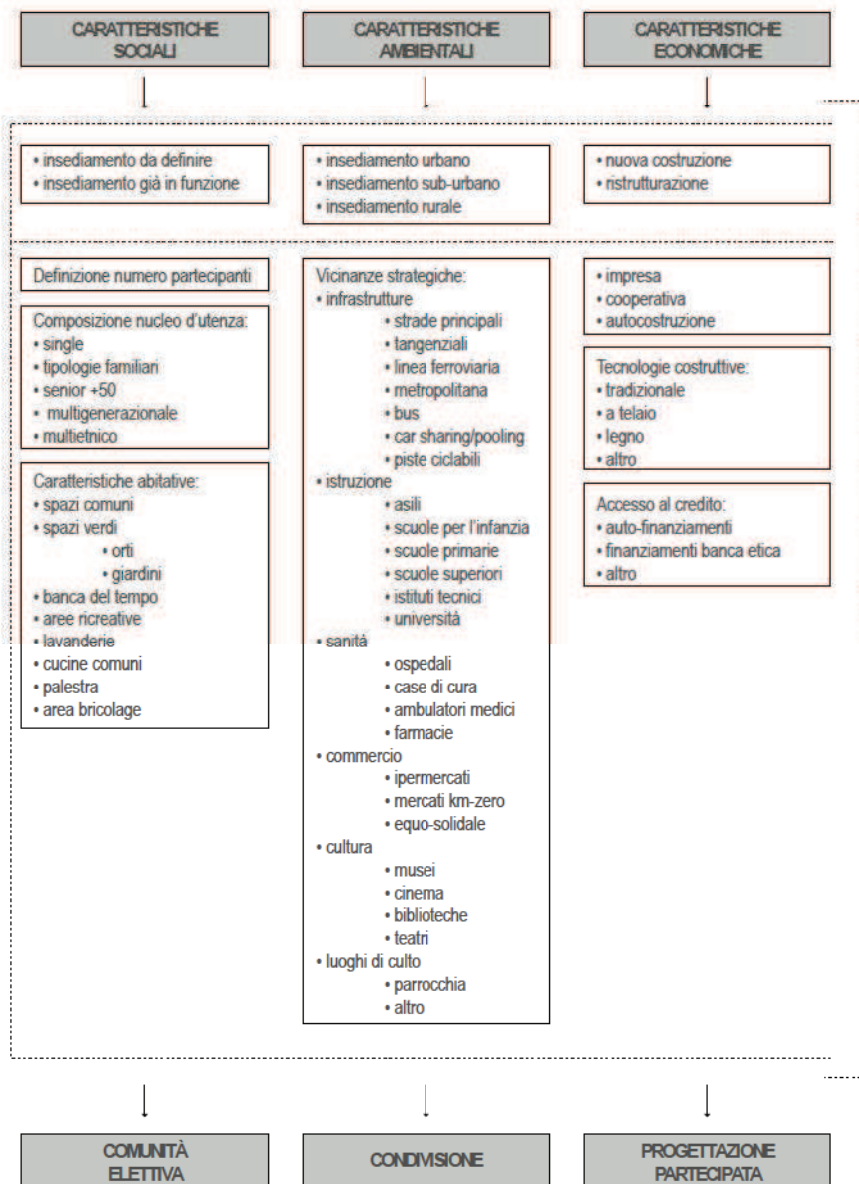 CARATTERISTICHE
SOCIALI
CARATTERISTICHE
AMBIENTALI
CARATTERISTICHE
ECONOMICHE
• insediamento da definire
• insediamento già in funzione
• insediamento urbano
• insediamento sub-urbano
• insediamento rurale
• nuova costruzione
• ristrutturazione
Definizione numero partecipanti
Composizione nucleo d'utenza:
• single
• tipologie familiari
• senior +50
• multigenerazionale
• multietnico
Caratteristiche abitative:
• spazi comuni
• spazi verdi
• orti
• giardini
• banca del tempo
• aree ricreative
• lavanderie
• cucine comuni
• palestra
• area bricolage
Vicinanze strategiche:
• infrastrutture
• strade principali
• tangenziali
• linea ferroviaria
• metropolitana
• bus
• car sharing/pooling
• piste ciclabili
• istruzione
• asili
• scuole per l'infanzia
• scuole primarie
• scuole superiori
• istituti tecnici
• università
• sanità
• ospedali
• case di cura
• ambulatori medici
• farmacie
• commercio
• ipermercati
• mercati km-zero
• equo-solidale
• cultura
• musei
• cinema
• biblioteche
• teatri
• luoghi di culto
• parrocchia
• altro
• impresa
• cooperativa
• autocostruzione
Tecnologie costruttive:
• tradizionale
• a telaio
• legno
• altro
Accesso al credito:
• auto-finanziamenti
• finanziamenti banca etica
• altro
COMUNITÀ
ELETTIVA
CONDIVISIONE
PROGETTAZIONE
PARTECIPATA